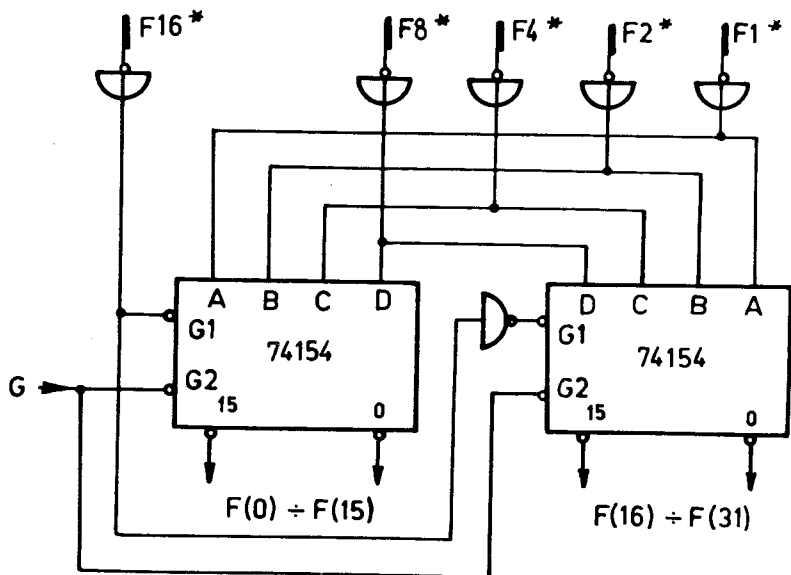 F16* F8* F4* F2* F1*
A B C D
G1
74154
G2
15 0
G
F(0) ÷ F(15)
D C B A
G1
74154
G2
15 0
F(16) ÷ F(31)